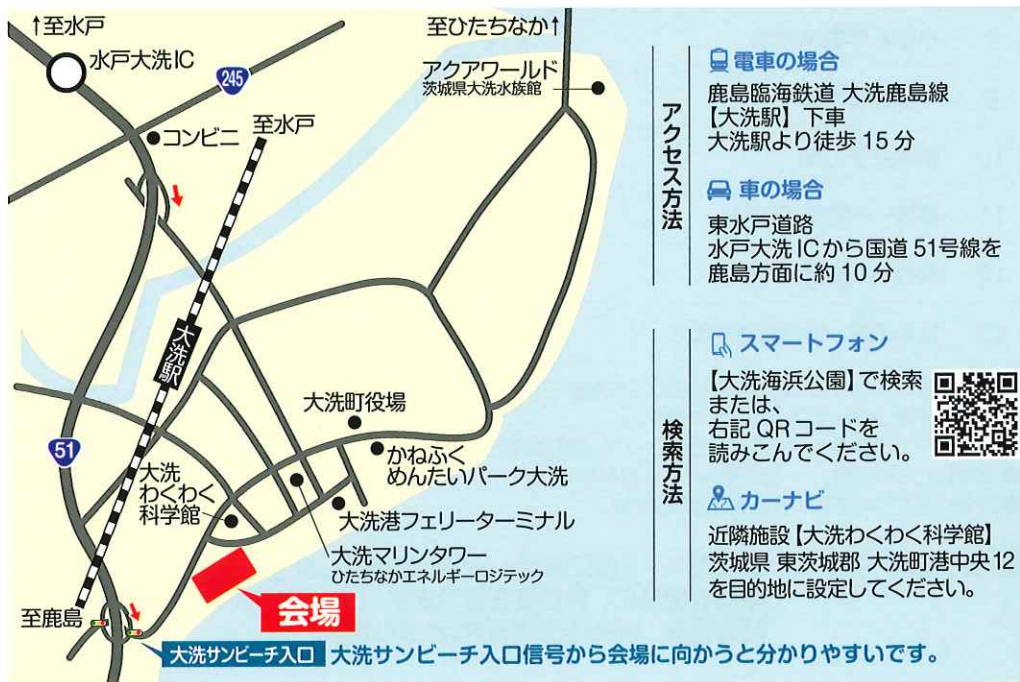 ↑至水戸
水戸大洗IC
245
至ひたちなか↑
アクアワールド
茨城県大洗水族館
コンビニ
至水戸
大洗駅
51
大洗町役場
かねふく
めんたいパーク大洗
大洗
わくわく
科学館
大洗港フェリーターミナル
大洗マリンタワー
ひたちなかエネルギーロジテック
会場
至鹿島
大洗サンビーチ入口
大洗サンビーチ入口信号から会場に向かうと分かりやすいです。
アクセス方法
電車の場合
鹿島臨海鉄道 大洗鹿島線
【大洗駅】下車
大洗駅より徒歩 15 分
車の場合
東水戸道路
水戸大洗 IC から国道 51号線を
鹿島方面に約 10 分
検索方法
スマートフォン
【大洗海浜公園】で検索
または、
右記 QR コードを
読みこんでください。
カーナビ
近隣施設【大洗わくわく科学館】
茨城県 東茨城郡 大洗町港中央 12
を目的地に設定してください。